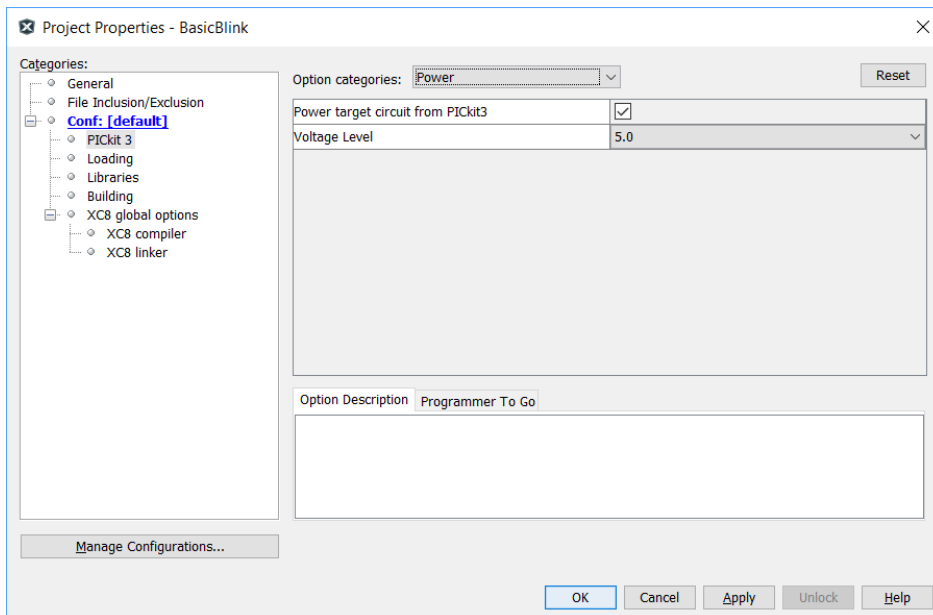 Project Properties - BasicBlink
Categories:
General
File Inclusion/Exclusion
Conf: [default]
PICkit 3
Loading
Libraries
Building
XC8 global options
XC8 compiler
XC8 linker
Manage Configurations...
Option categories: Power
Reset
Power target circuit from PICkit3
Voltage Level 5.0
Option Description Programmer To Go
OK Cancel Apply Unlock Help